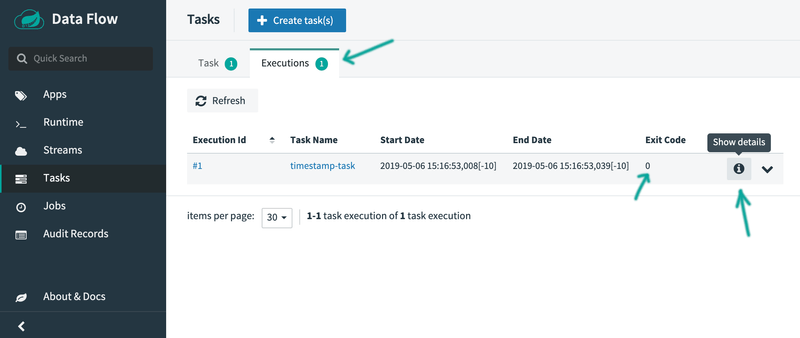 Data Flow
Quick Search
Apps
Runtime
Streams
Tasks
Jobs
Audit Records
About & Docs
Tasks
Create task(s)
Task 1 Executions 1
Refresh
Execution Id Task Name Start Date End Date Exit Code
Show details
#1 timestamp-task 2019-05-06 15:16:53,008[-10] 2019-05-06 15:16:53,039[-10] 0
items per page: 30 1-1 task execution of 1 task execution